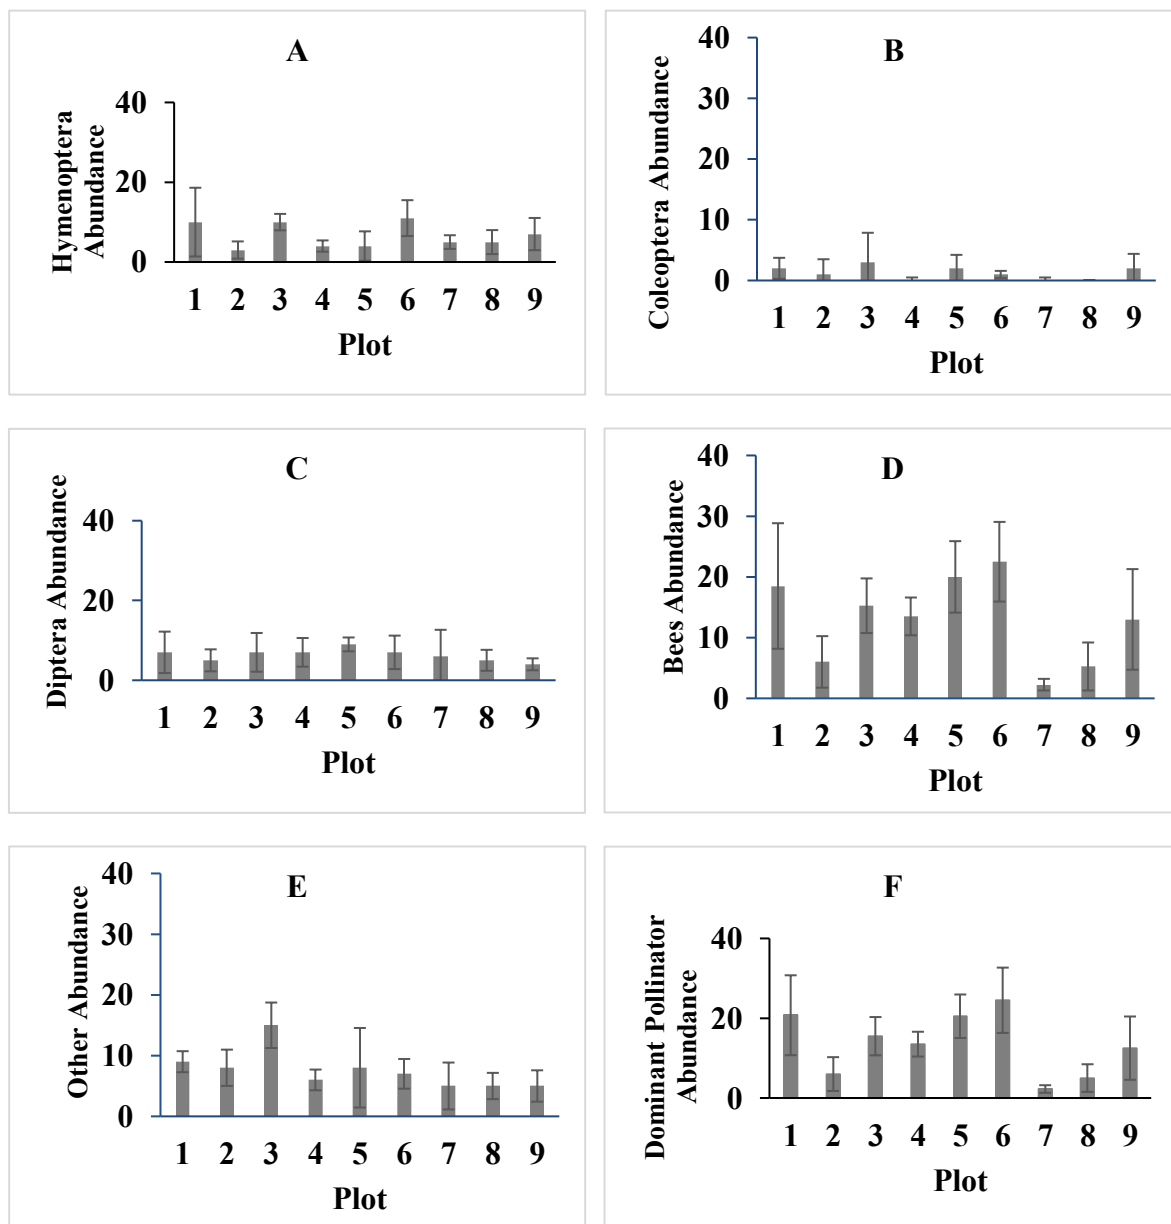 A
Hymenoptera
Abundance
40
20
0
1 2 3 4 5 6 7 8 9
Plot
B
Coleoptera Abundance
40
30
20
10
0
1 2 3 4 5 6 7 8 9
Plot
C
Diptera Abundance
40
20
0
1 2 3 4 5 6 7 8 9
Plot
D
Bees Abundance
40
30
20
10
0
1 2 3 4 5 6 7 8 9
Plot
E
Other Abundance
40
30
20
10
0
1 2 3 4 5 6 7 8 9
Plot
F
Dominant Pollinator
Abundance
40
20
0
1 2 3 4 5 6 7 8 9
Plot